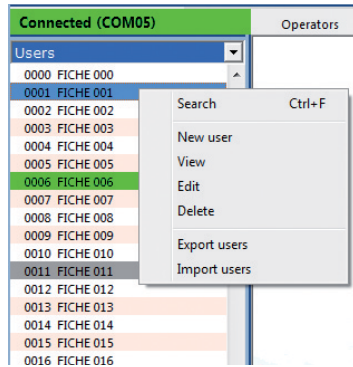 Connected (COM05) Operators
Users
0000 FICHE 000
0001 FICHE 001
0002 FICHE 002
0003 FICHE 003
0004 FICHE 004
0005 FICHE 005
0006 FICHE 006
0007 FICHE 007
0008 FICHE 008
0009 FICHE 009
0010 FICHE 010
0011 FICHE 011
0012 FICHE 012
0013 FICHE 013
0014 FICHE 014
0015 FICHE 015
0016 FICHE 016
Search Ctrl+F
New user
View
Edit
Delete
Export users
Import users